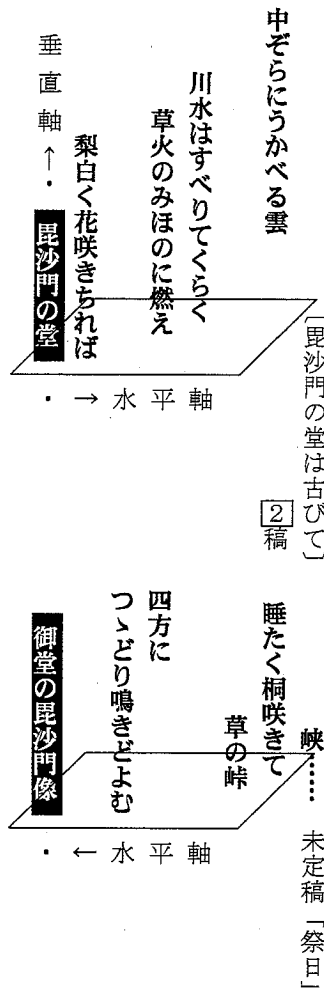 〔毘沙門の堂は古びて〕
2稿
中ぞらにうかべる雲
川水はすべりてくらく
草火のみほのに燃え
梨白く花咲きちれば
毘沙門の堂
垂直軸←・
・→水平軸
未定稿「祭日」
峡……
睡たく桐咲きて
草の峠
四方に
つゝどり鳴きどよむ
御堂の毘沙門像
・←水平軸